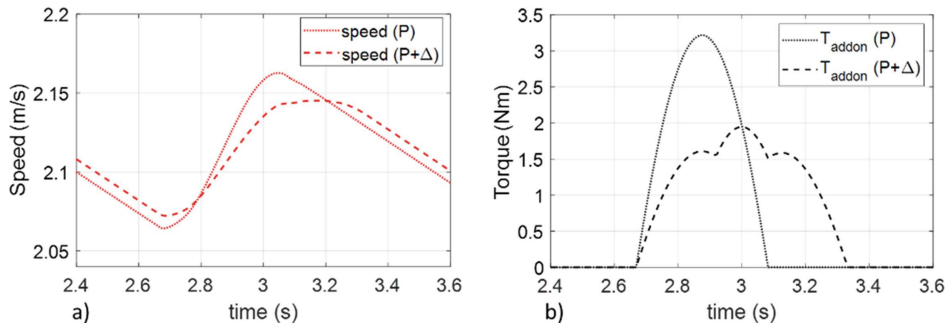 2.2
2.15
2.1
2.05
Speed (m/s)
speed (P)
speed (P+Δ)
2.4 2.6 2.8 3 3.2 3.4 3.6
time (s)
a)
3.5
3
2.5
2
1.5
1
0.5
0
Torque (Nm)
T_addon (P)
T_addon (P+Δ)
2.4 2.6 2.8 3 3.2 3.4 3.6
time (s)
b)